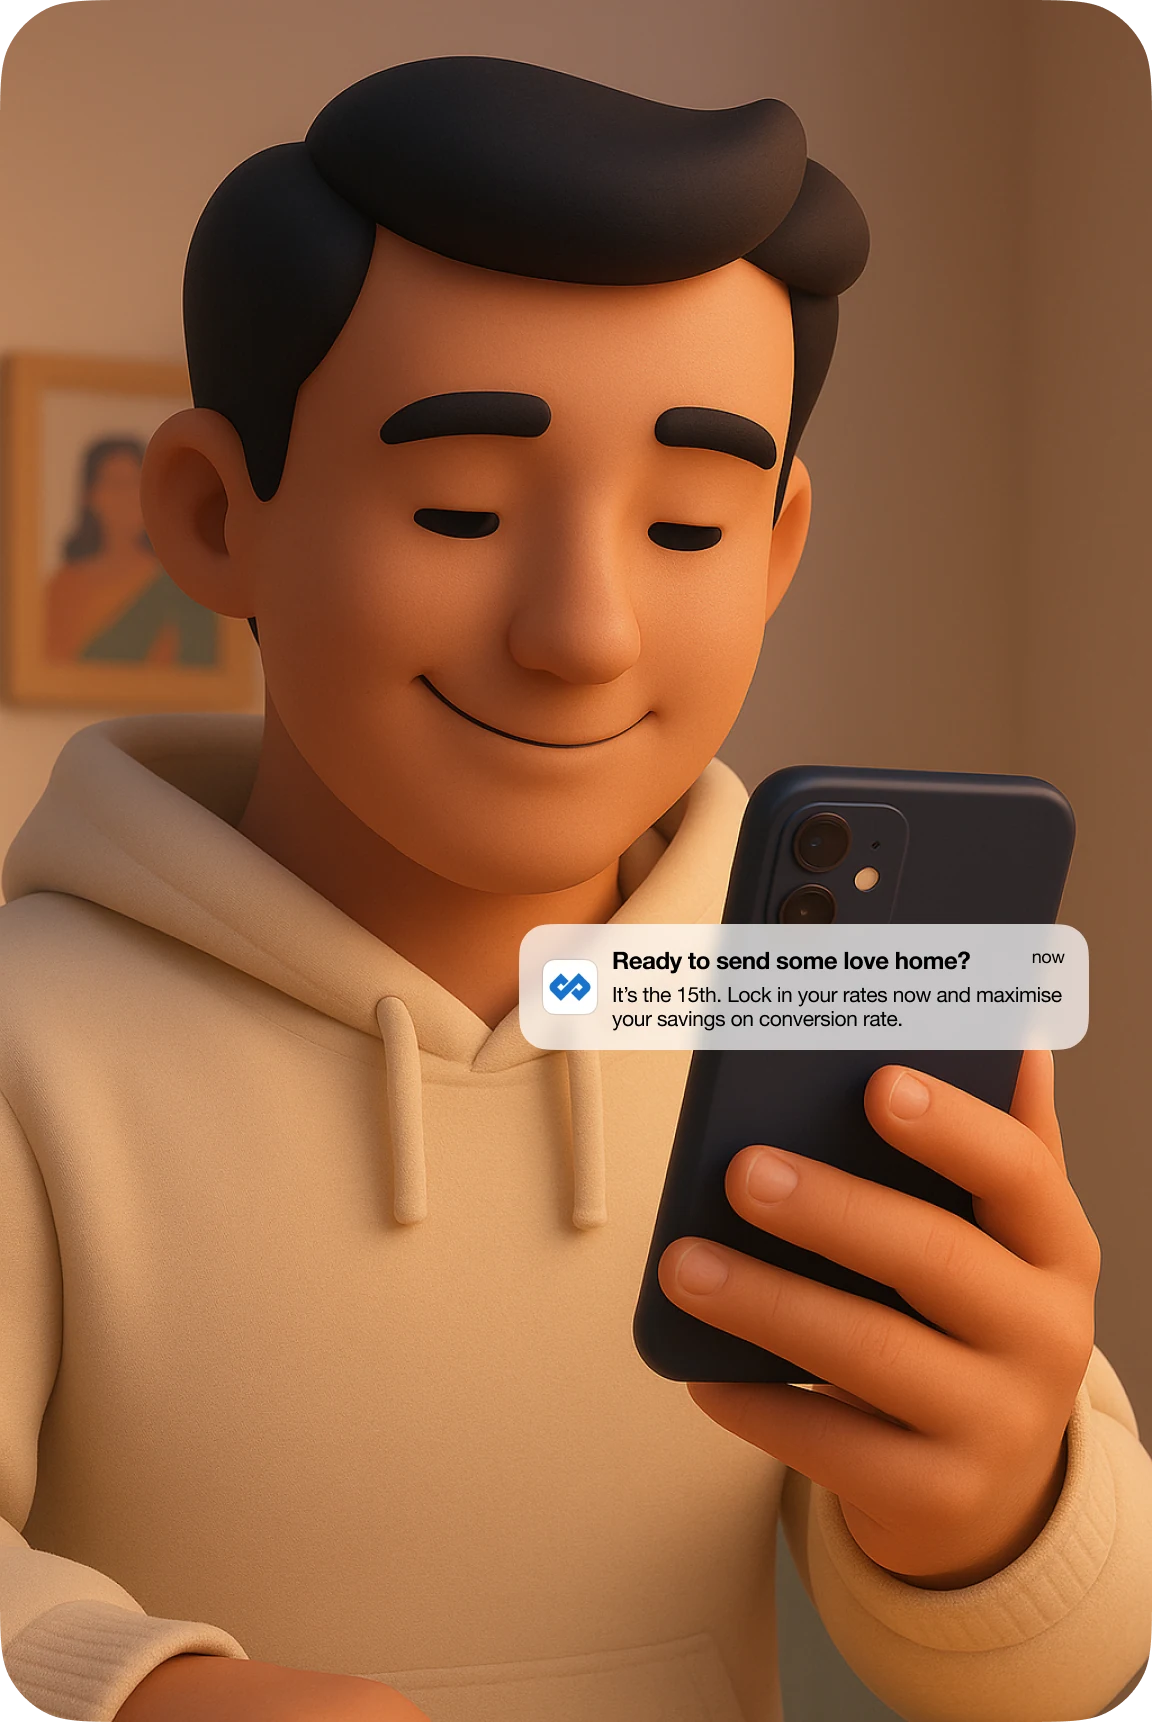 Ready to send some love home?
now
It's the 15th. Lock in your rates now and maximise
your savings on conversion rate.